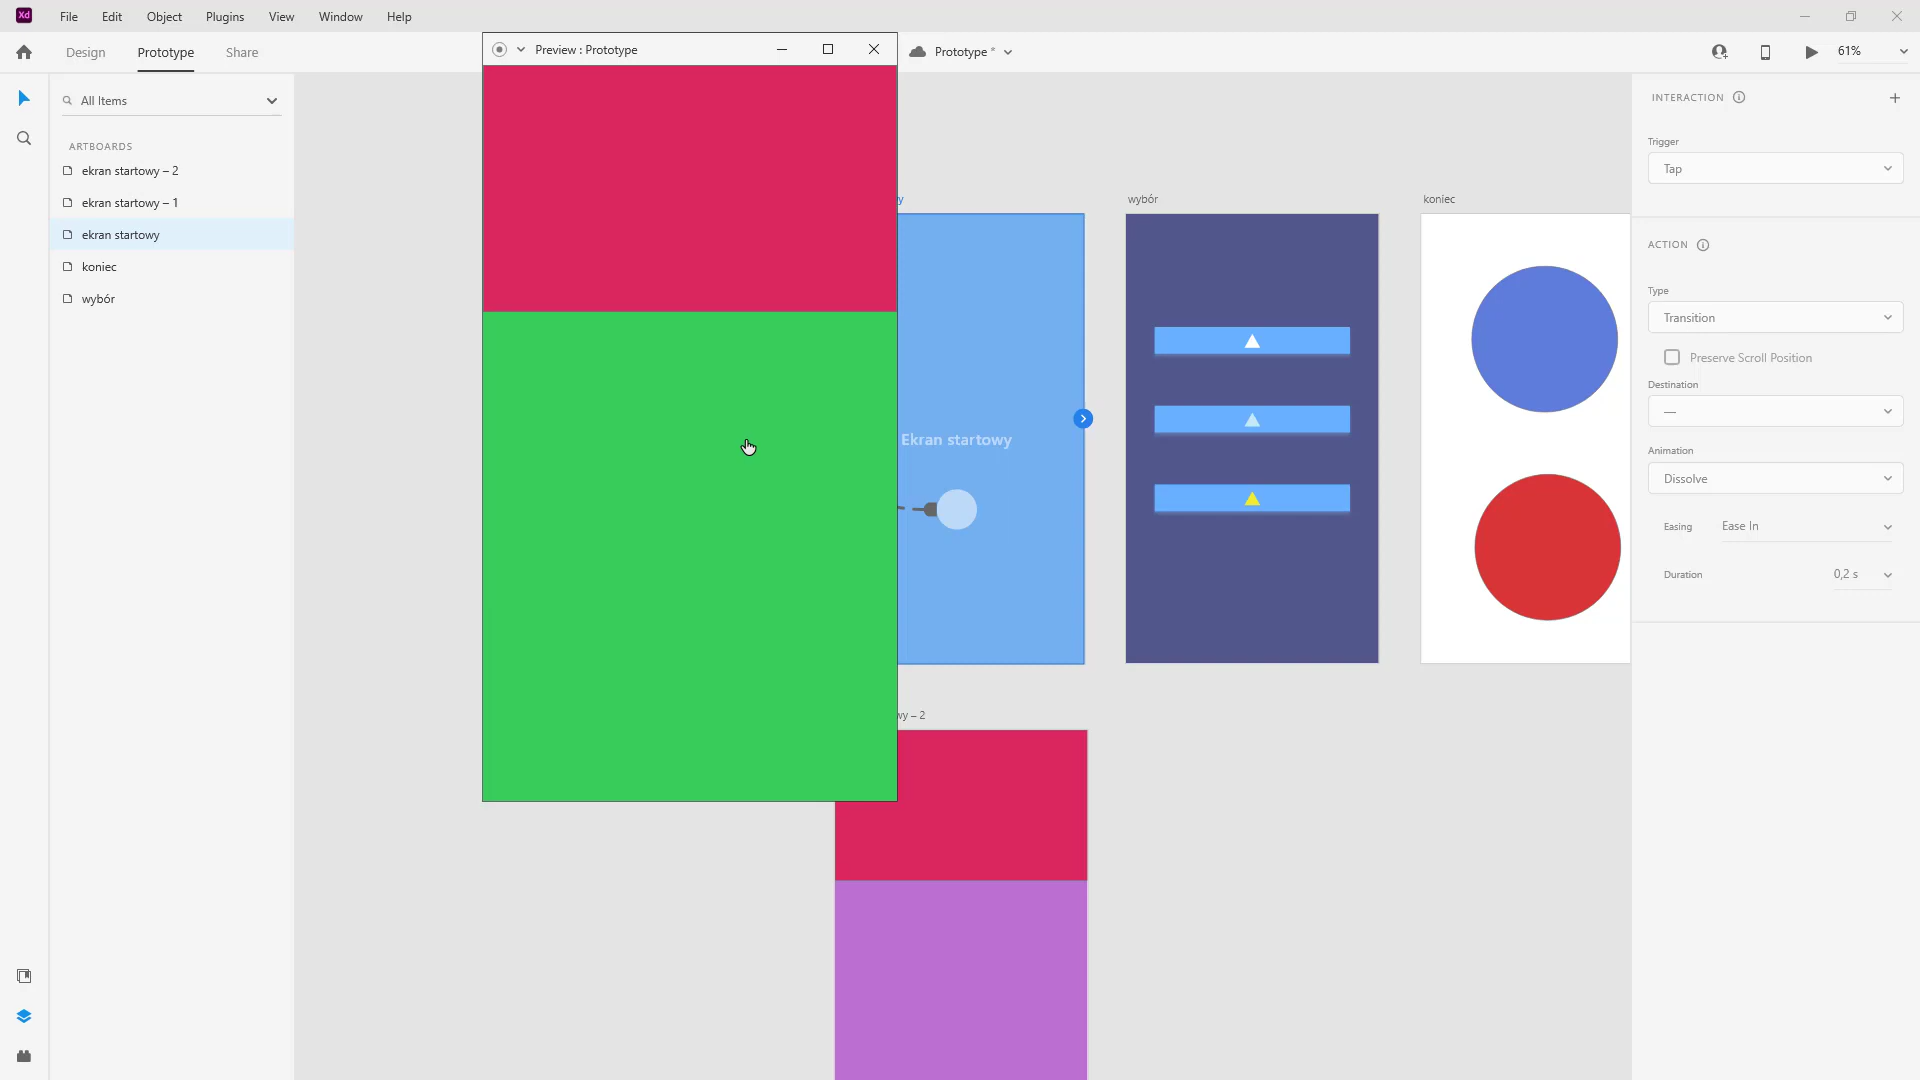 Xd File Edit Object Plugins View Window Help
Design Prototype Share
Preview : Prototype
Prototype *
61%
All Items
ARTBOARDS
ekran startowy – 2
ekran startowy – 1
ekran startowy
koniec
wybór
y
wybór
koniec
Ekran startowy
wy – 2
INTERACTION
Trigger
Tap
ACTION
Type
Transition
Preserve Scroll Position
Destination
—
Animation
Dissolve
Easing Ease In
Duration 0,2 s